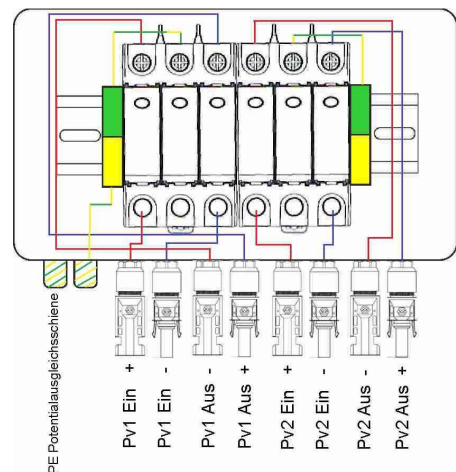 PE Potentialausgleichsschiene
Pv1 Ein +
Pv1 Ein -
Pv1 Aus -
Pv1 Aus +
Pv2 Ein +
Pv2 Ein -
Pv2 Aus -
Pv2 Aus +